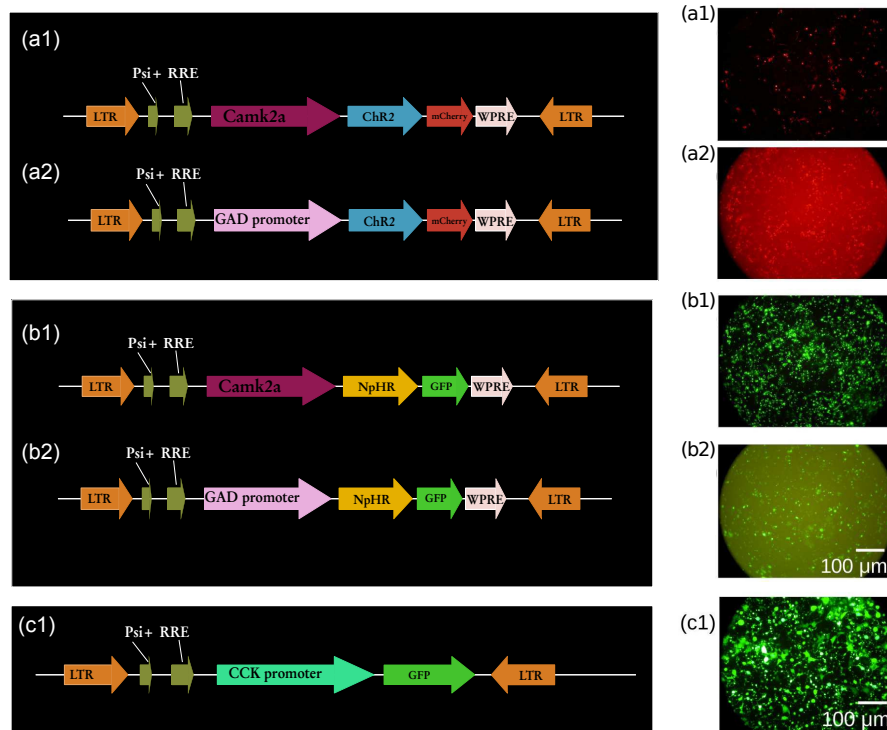 (a1)
Psi+ RRE
LTR Camk2a ChR2 mCherry WPRE LTR
(a2)
Psi+ RRE
LTR GAD promoter ChR2 mCherry WPRE LTR
(b1)
Psi+ RRE
LTR Camk2a NpHR GFP WPRE LTR
(b2)
Psi+ RRE
LTR GAD promoter NpHR GFP WPRE LTR
(c1)
Psi+ RRE
LTR CCK promoter GFP LTR
(a1)
(a2)
(b1)
(b2)
100 µm
(c1)
100 µm